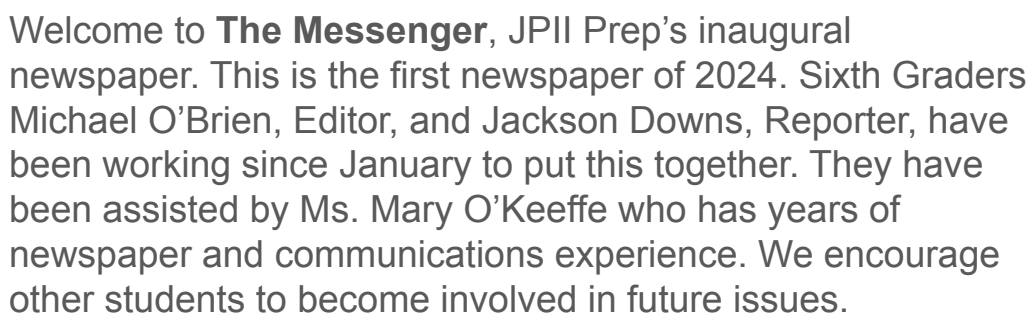 Welcome to The Messenger, JPII Prep’s inaugural
newspaper. This is the first newspaper of 2024. Sixth Graders
Michael O’Brien, Editor, and Jackson Downs, Reporter, have
been working since January to put this together. They have
been assisted by Ms. Mary O’Keeffe who has years of
newspaper and communications experience. We encourage
other students to become involved in future issues.